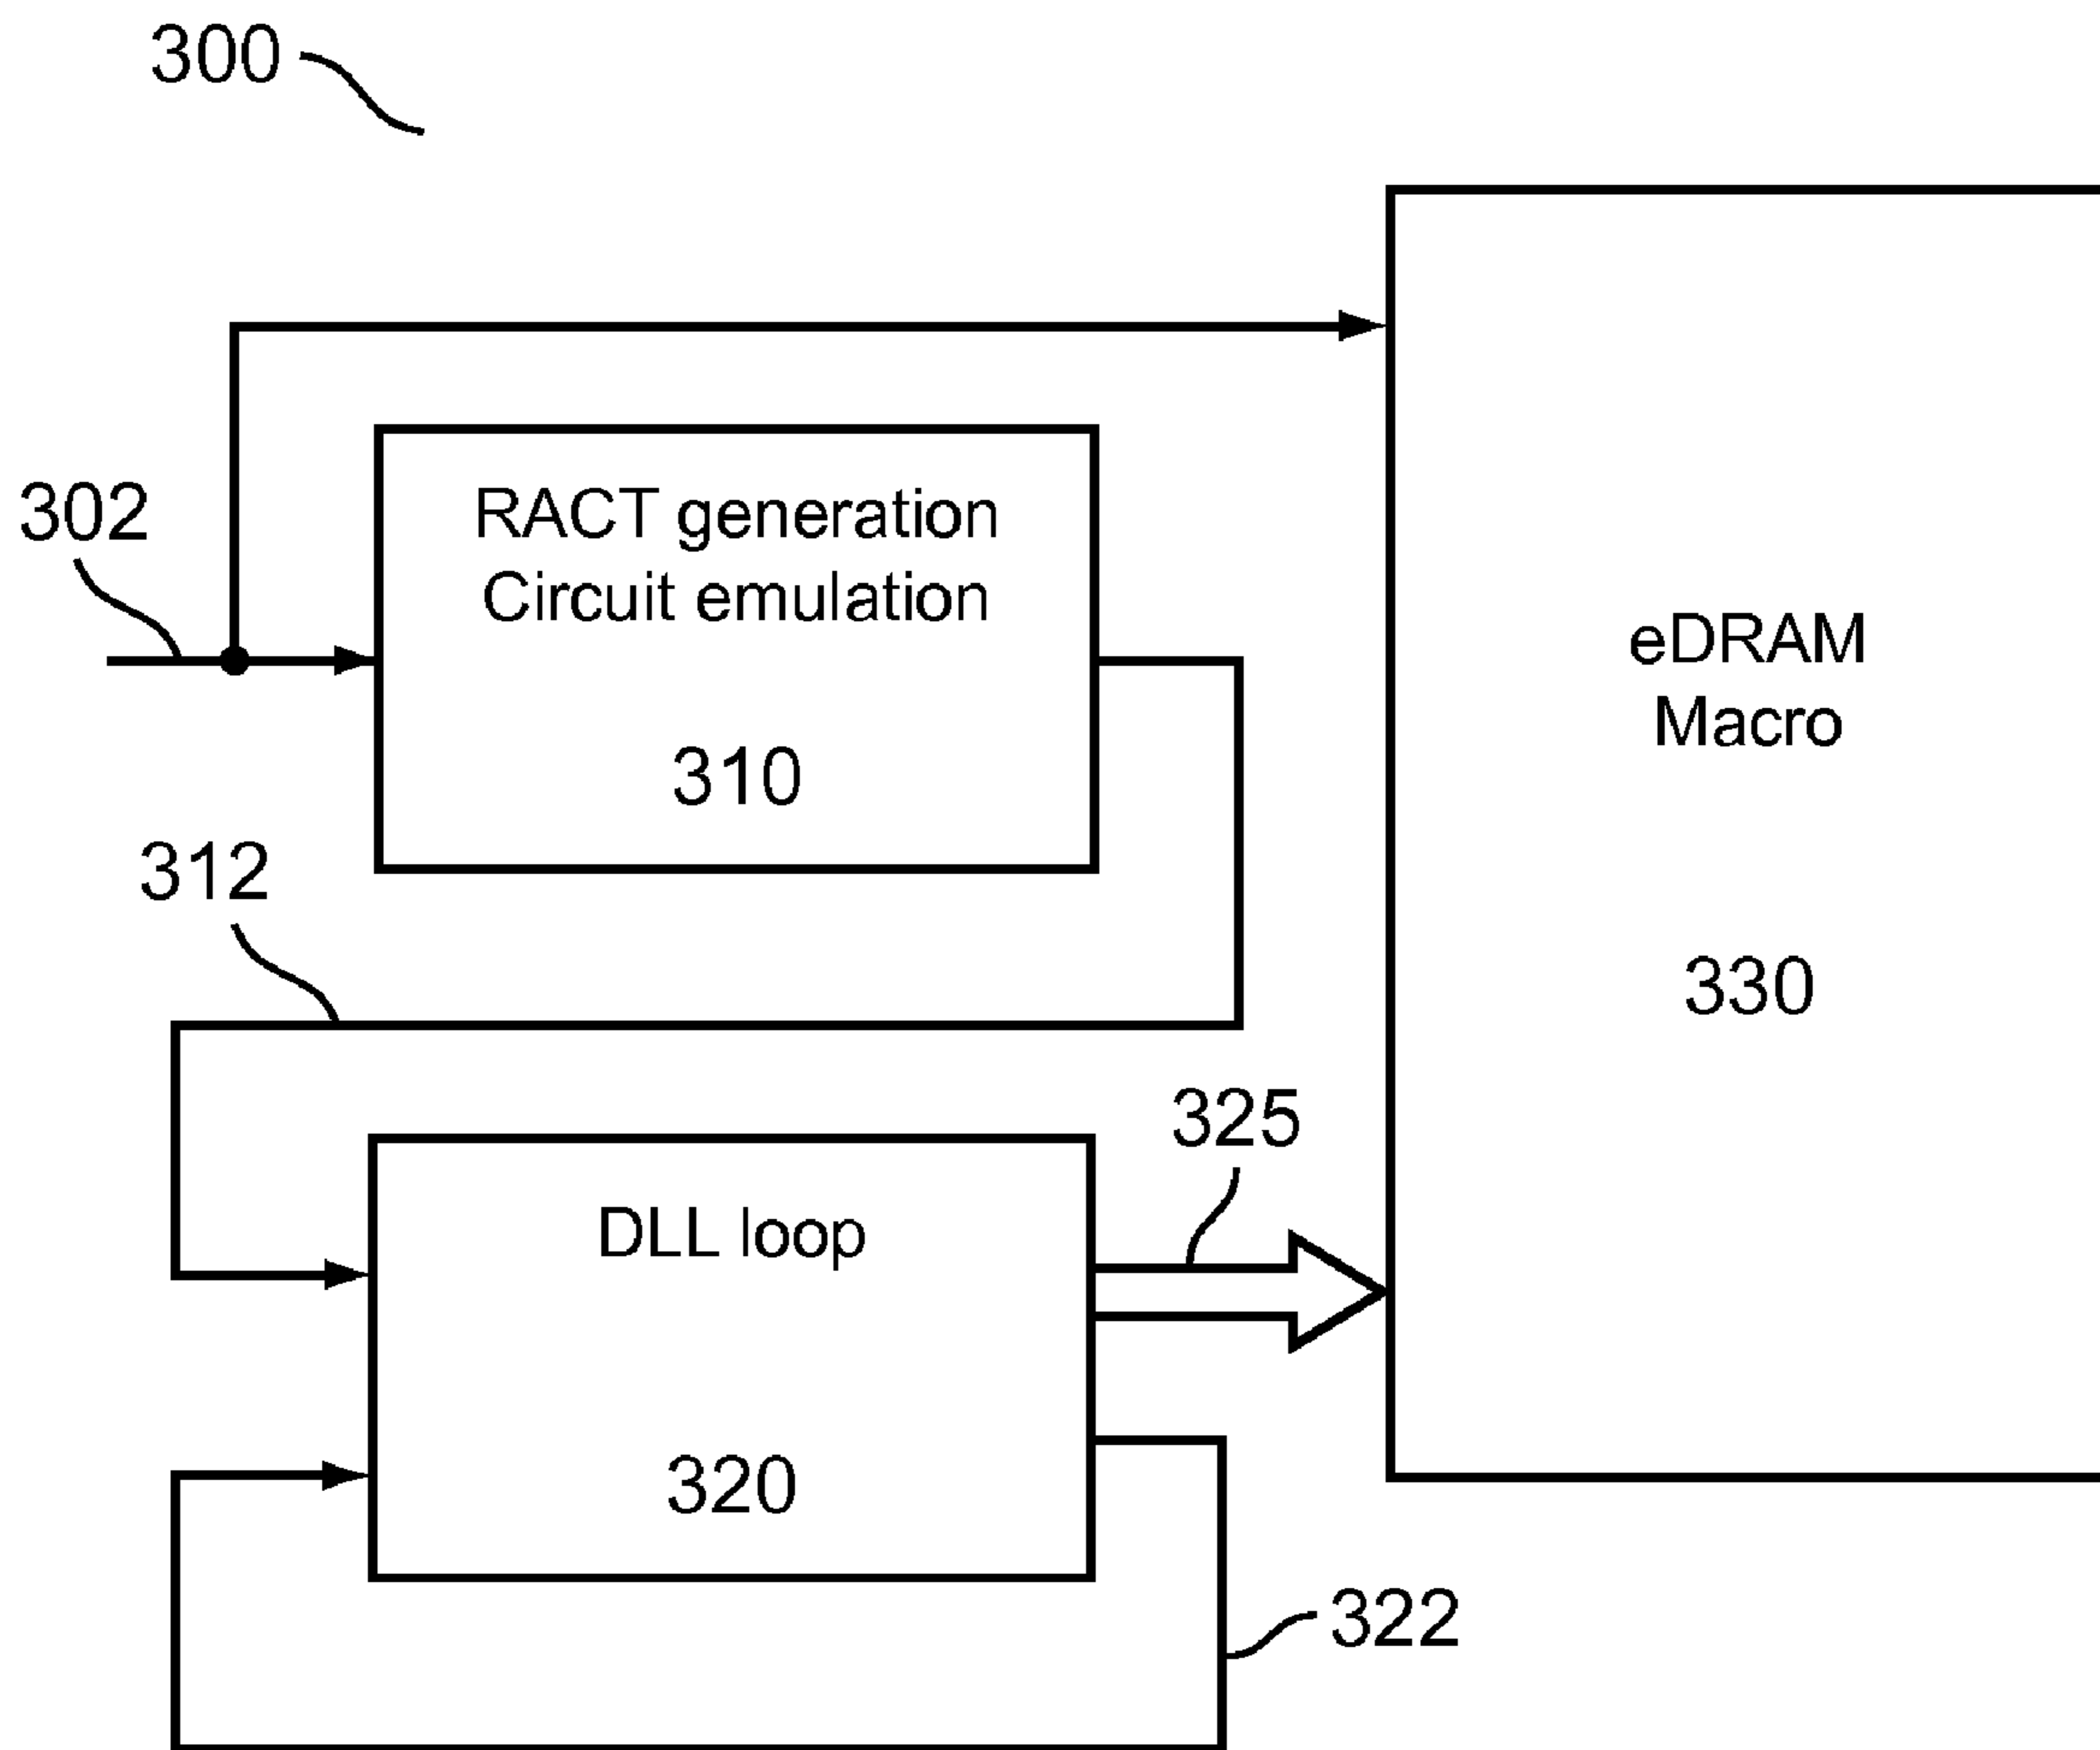 300
302
RACT generation
Circuit emulation
310
eDRAM
Macro
330
312
325
DLL loop
320
322